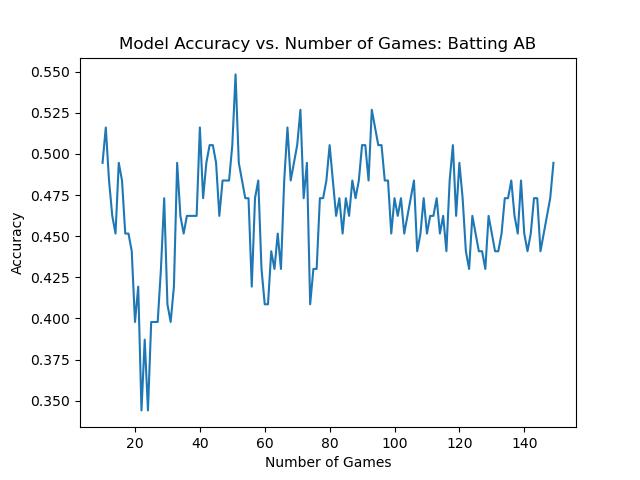 Model Accuracy vs. Number of Games: Batting AB
0.550
0.525
0.500
0.475
0.450
0.425
0.400
0.375
0.350
Accuracy
20 40 60 80 100 120 140
Number of Games